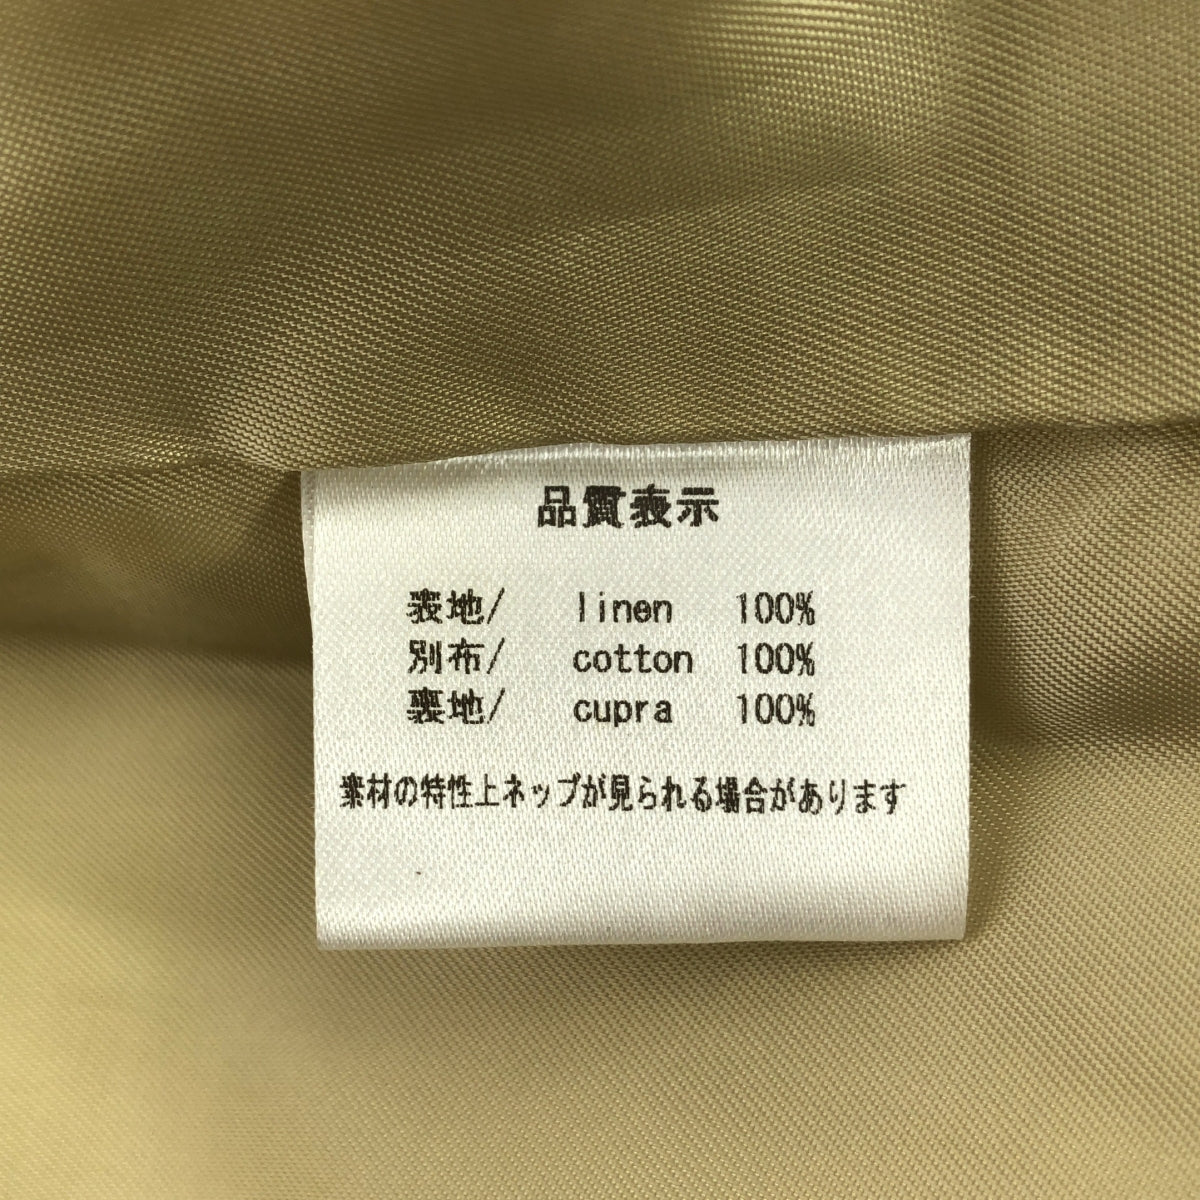 品質表示
表地/ linen 100%
別布/ cotton 100%
裏地/ cupra 100%
素材の特性上ネップが見られる場合があります